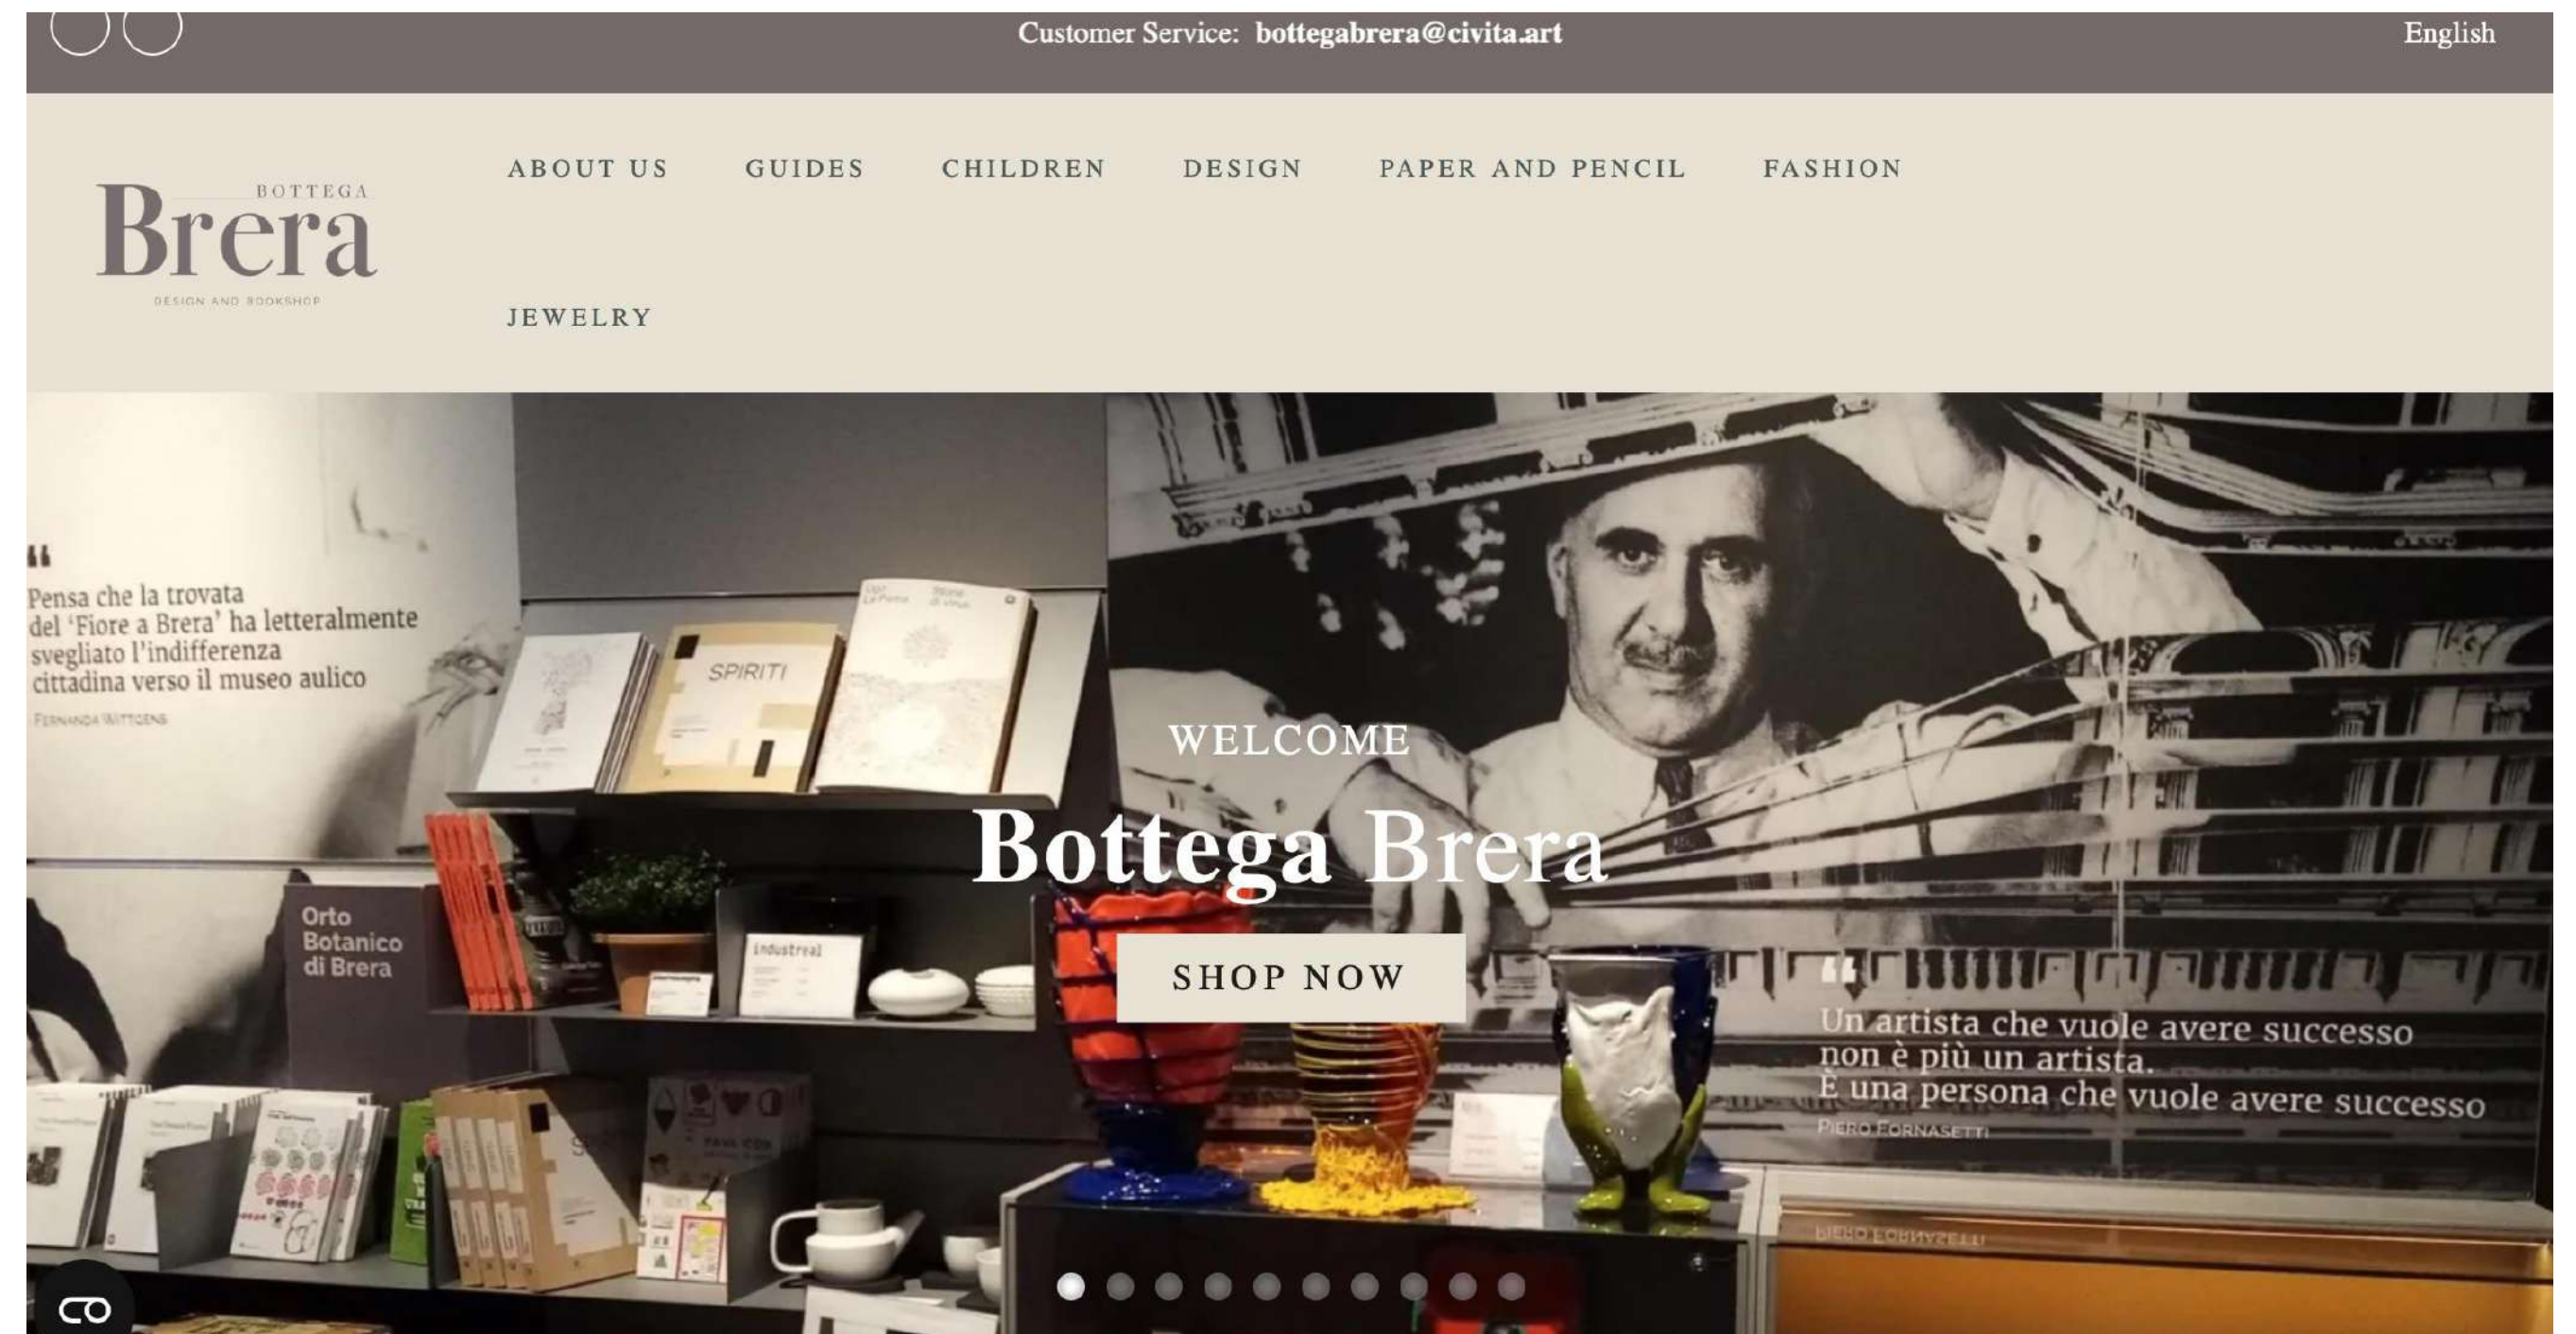 Customer Service: bottegabrera@civita.art
English
ABOUT US
GUIDES
CHILDREN
DESIGN
PAPER AND PENCIL
FASHION
BOTTEGA
Brera
DESIGN AND BOOKSHOP
JEWELRY
“
Pensa che la trovata
del ‘Fiore a Brera’ ha letteralmente
svegliato l’indifferenza
cittadina verso il museo aulico
FERNANDA WITTGENS
SPIRITI
WELCOME
Bottega Brera
SHOP NOW
Orto
Botanico
di Brera
industreal
“
Un artista che vuole avere successo
non è più un artista.
È una persona che vuole avere successo
PIERO FORNASETTI